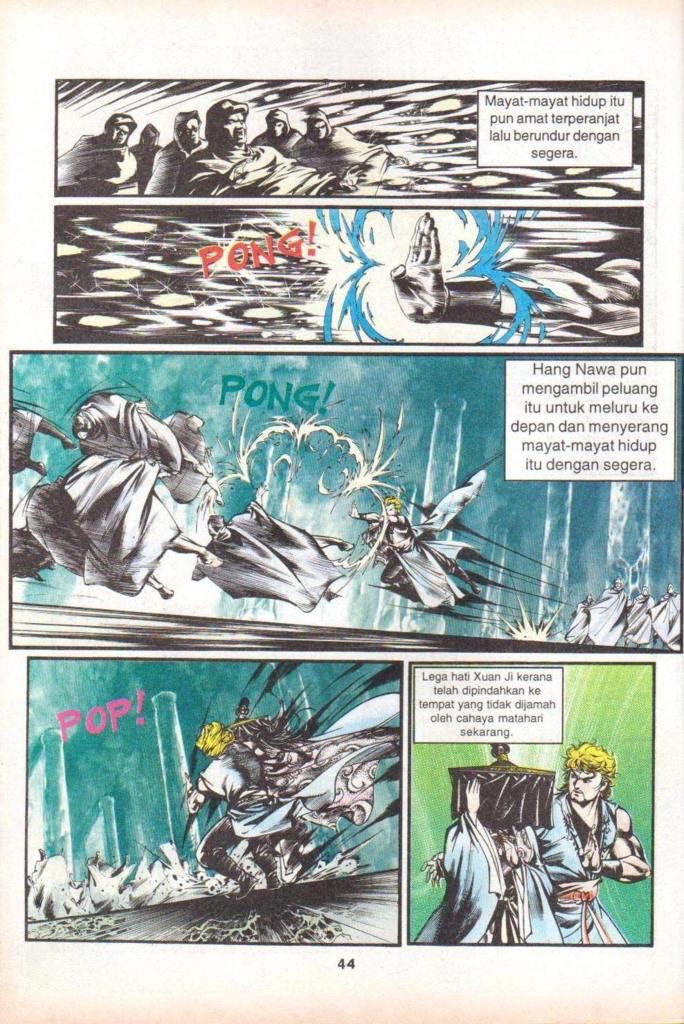 Mayat-mayat hidup itu
pun amat terperanjat
lalu berundur dengan
segera.
PONG!
PONG!
Hang Nawa pun
mengambil peluang
itu untuk meluru ke
depan dan menyerang
mayat-mayat hidup
itu dengan segera.
POP!
Lega hati Xuan Ji kerana
telah dipindahkan ke
tempat yang tidak dijamah
oleh cahaya matahari
sekarang.
44